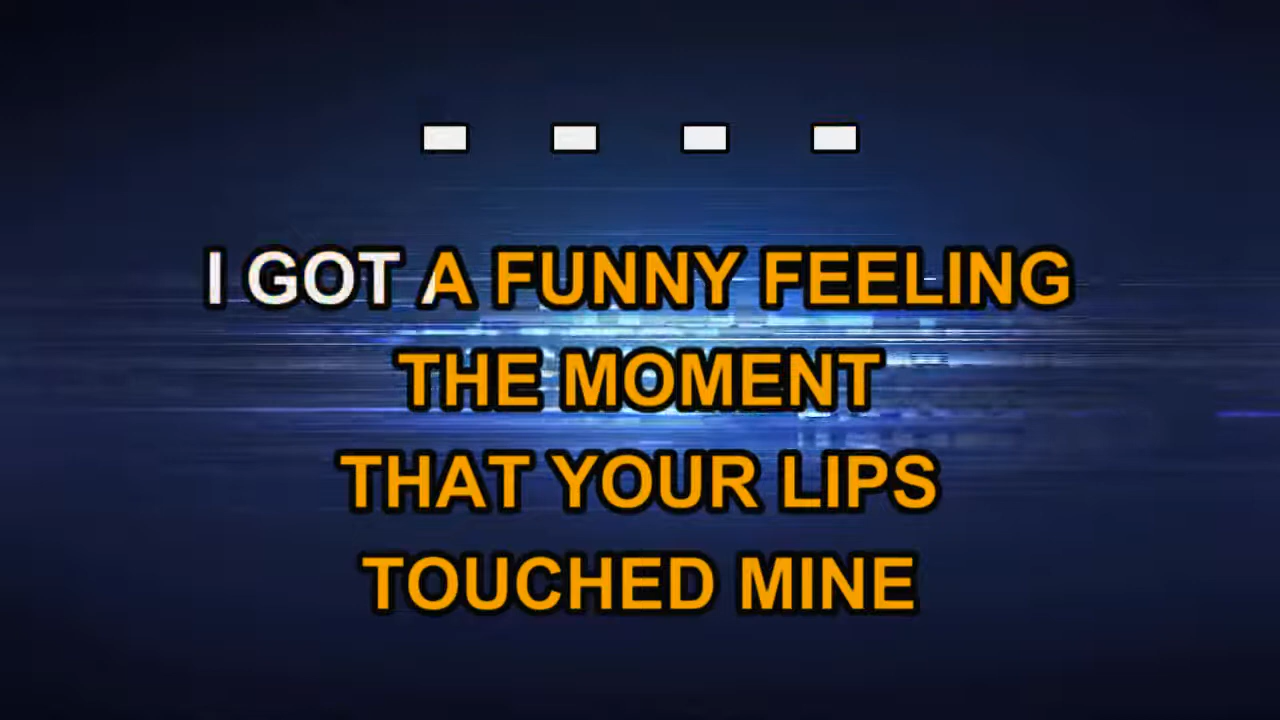 I GOT A FUNNY FEELING
THE MOMENT
THAT YOUR LIPS
TOUCHED MINE